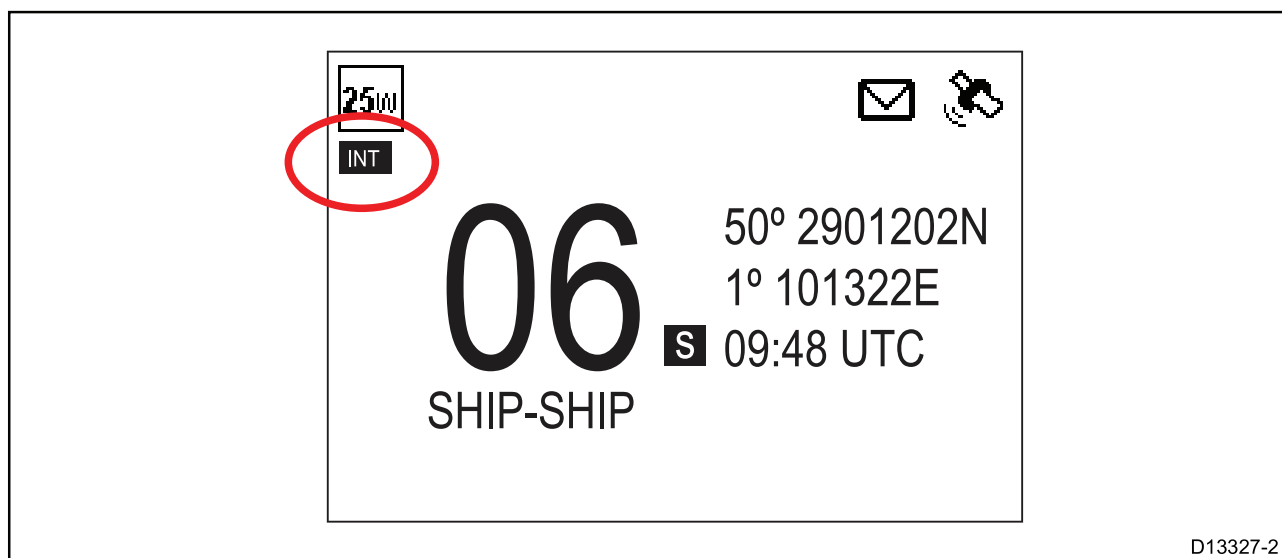 25W
INT
06
50º 2901202N
1º 101322E
S 09:48 UTC
SHIP-SHIP
D13327-2